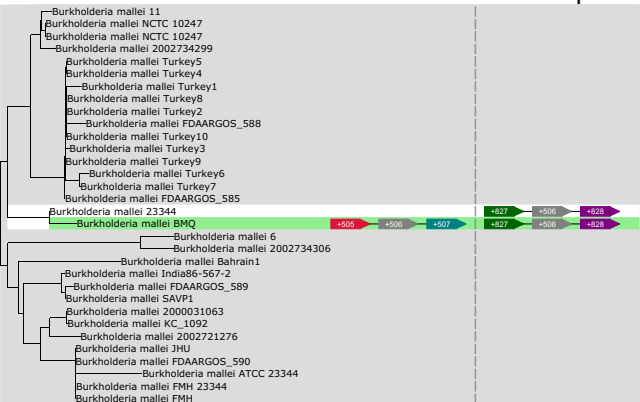 Burkholderia mallei 11
Burkholderia mallei NCTC 10247
Burkholderia mallei NCTC 10247
Burkholderia mallei 2002734299
Burkholderia mallei Turkey5
Burkholderia mallei Turkey4
Burkholderia mallei Turkey1
Burkholderia mallei Turkey8
Burkholderia mallei Turkey2
Burkholderia mallei FDAARGOS_588
Burkholderia mallei Turkey10
Burkholderia mallei Turkey3
Burkholderia mallei Turkey9
Burkholderia mallei Turkey6
Burkholderia mallei Turkey7
Burkholderia mallei FDAARGOS_585
Burkholderia mallei 23344 +827 +506 +828
Burkholderia mallei BMQ +505 +506 +507 +827 +506 +828
Burkholderia mallei 6
Burkholderia mallei 2002734306
Burkholderia mallei Bahrain1
Burkholderia mallei India86-567-2
Burkholderia mallei FDAARGOS_589
Burkholderia mallei SAVP1
Burkholderia mallei 2000031063
Burkholderia mallei KC_1092
Burkholderia mallei 2002721276
Burkholderia mallei JHU
Burkholderia mallei FDAARGOS_590
Burkholderia mallei ATCC 23344
Burkholderia mallei FMH 23344
Burkholderia mallei FMH